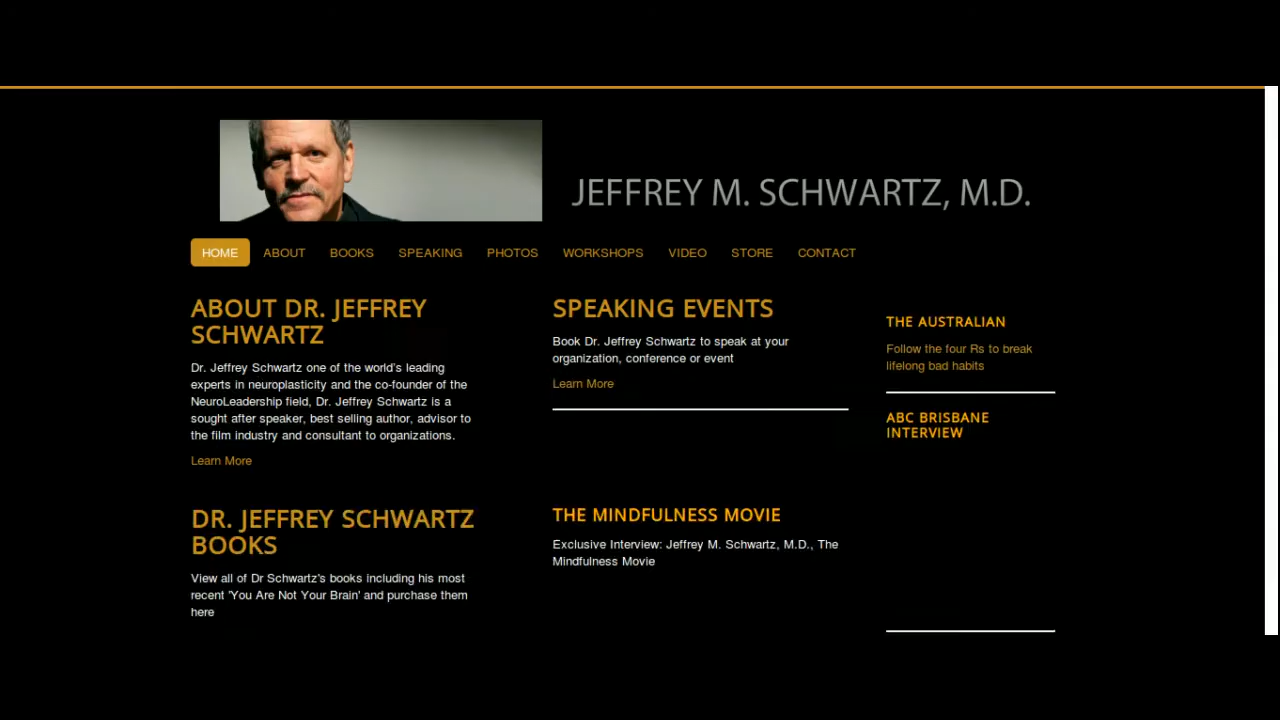 JEFFREY M. SCHWARTZ, M.D.
HOME
ABOUT
BOOKS
SPEAKING
PHOTOS
WORKSHOPS
VIDEO
STORE
CONTACT
ABOUT DR. JEFFREY
SCHWARTZ
Dr. Jeffrey Schwartz one of the world's leading
experts in neuroplasticity and the co-founder of the
NeuroLeadership field, Dr. Jeffrey Schwartz is a
sought after speaker, best selling author, advisor to
the film industry and consultant to organizations.
Learn More
DR. JEFFREY SCHWARTZ
BOOKS
View all of Dr Schwartz's books including his most
recent 'You Are Not Your Brain' and purchase them
here
SPEAKING EVENTS
Book Dr. Jeffrey Schwartz to speak at your
organization, conference or event
Learn More
THE MINDFULNESS MOVIE
Exclusive Interview: Jeffrey M. Schwartz, M.D., The
Mindfulness Movie
THE AUSTRALIAN
Follow the four Rs to break
lifelong bad habits
ABC BRISBANE
INTERVIEW